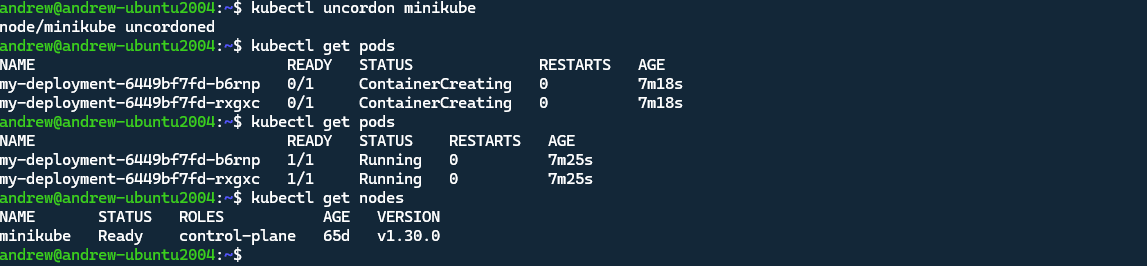 andrew@andrew-ubuntu2004:~$ kubectl uncordon minikube
node/minikube uncordoned
andrew@andrew-ubuntu2004:~$ kubectl get pods
NAME                             READY   STATUS              RESTARTS   AGE
my-deployment-6449bf7fd-b6rnp    0/1     ContainerCreating   0          7m18s
my-deployment-6449bf7fd-rxgxc    0/1     ContainerCreating   0          7m18s
andrew@andrew-ubuntu2004:~$ kubectl get pods
NAME                             READY   STATUS    RESTARTS   AGE
my-deployment-6449bf7fd-b6rnp    1/1     Running   0          7m25s
my-deployment-6449bf7fd-rxgxc    1/1     Running   0          7m25s
andrew@andrew-ubuntu2004:~$ kubectl get nodes
NAME       STATUS   ROLES           AGE   VERSION
minikube   Ready    control-plane   65d   v1.30.0
andrew@andrew-ubuntu2004:~$